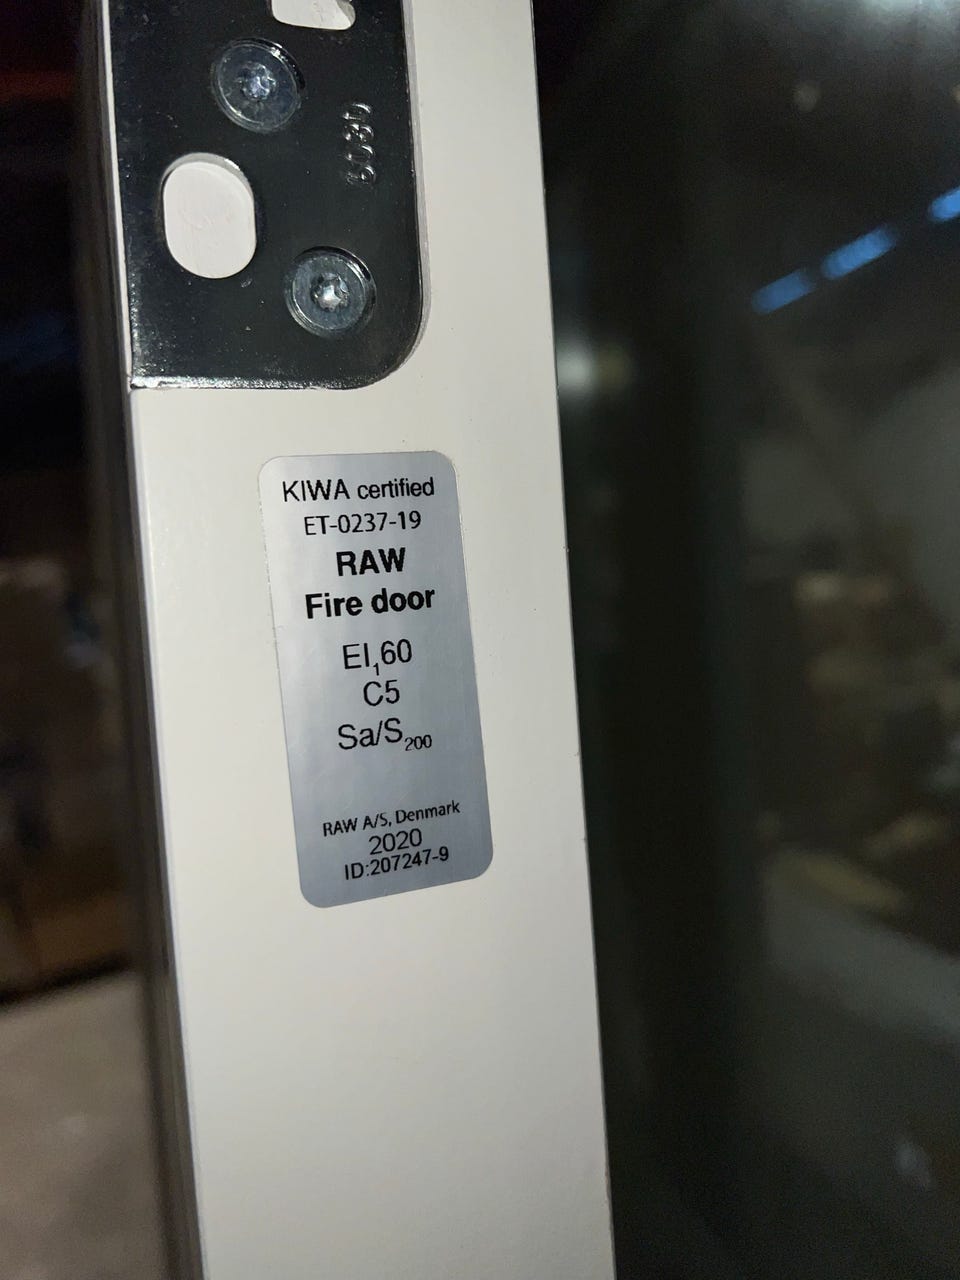 KIWA certified
ET-0237-19
RAW
Fire door
EI₁60
C5
Sa/S₂₀₀
RAW A/S, Denmark
2020
ID:207247-9